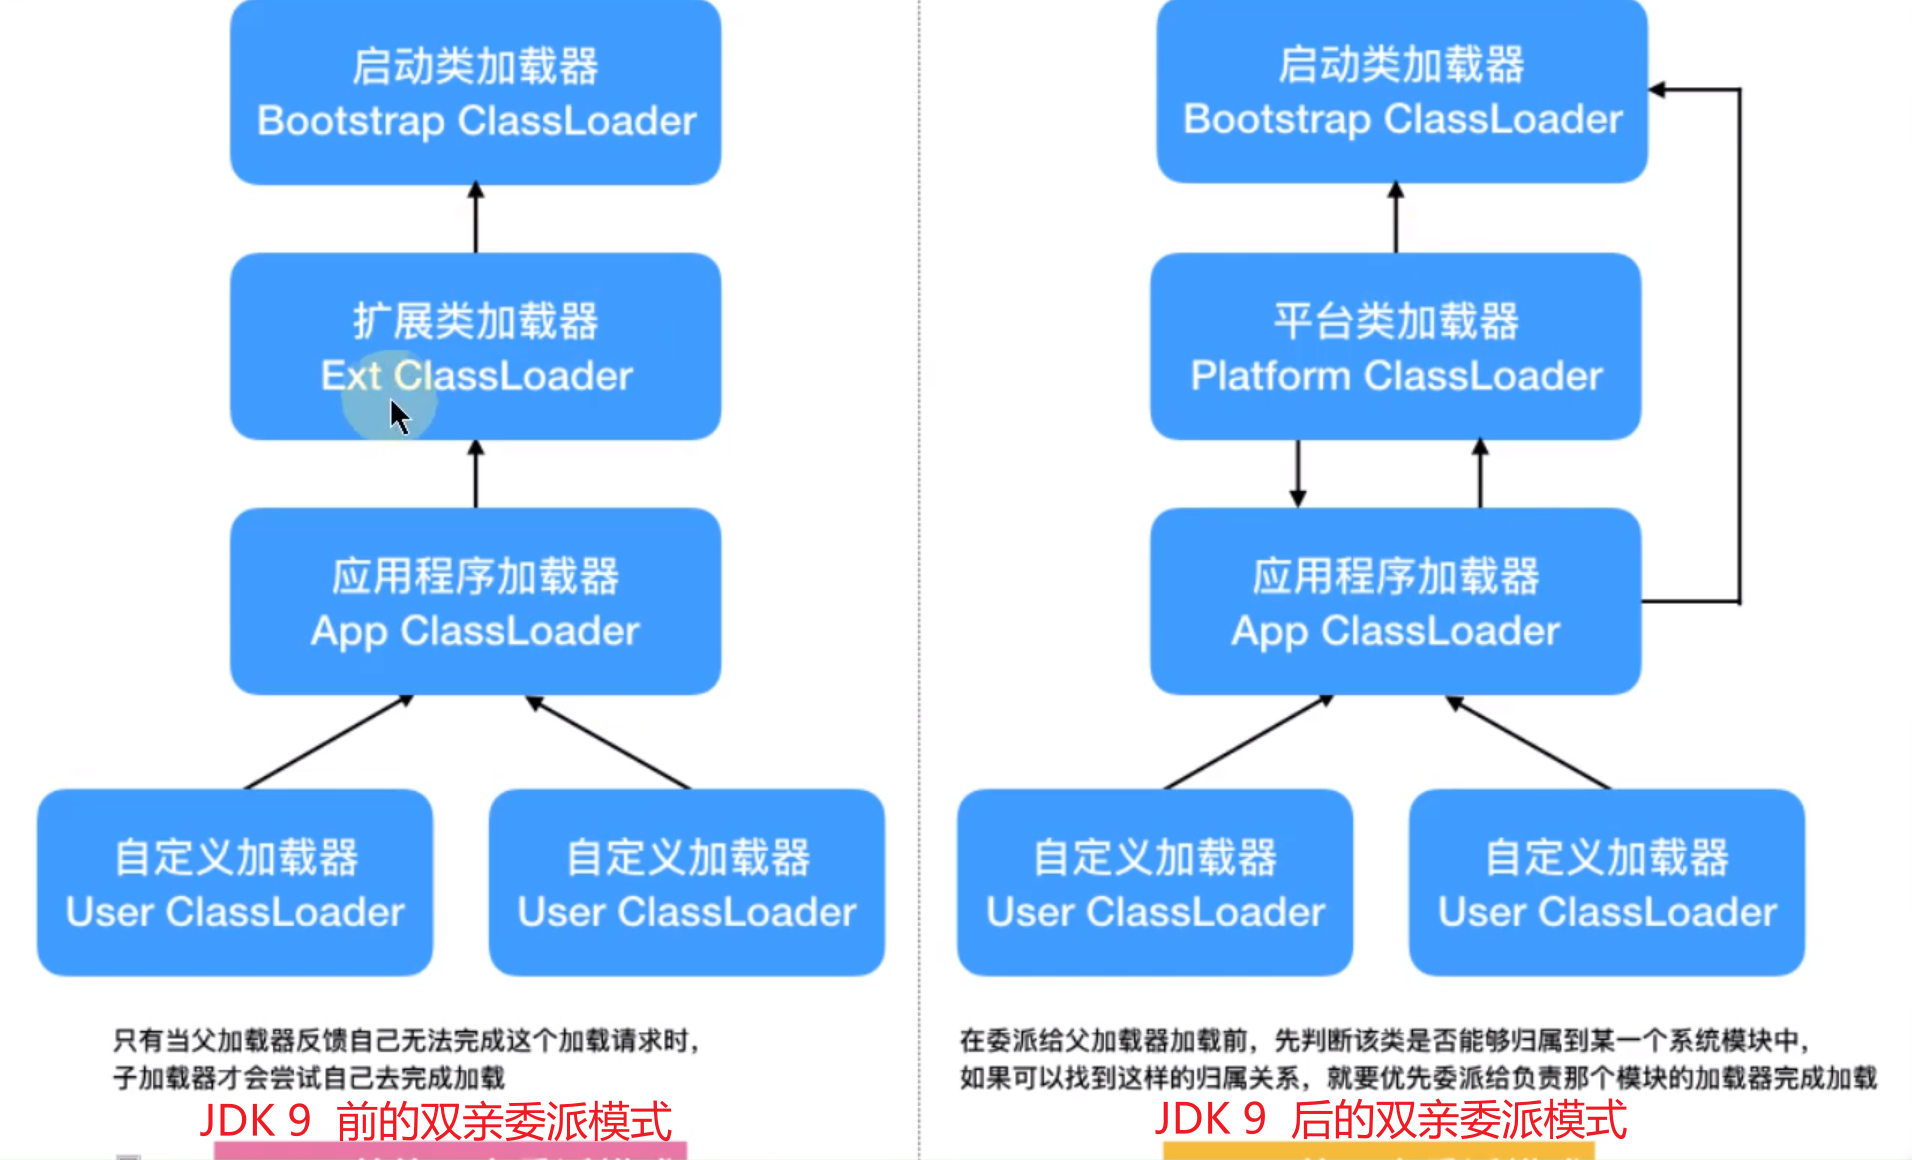 启动类加载器
Bootstrap ClassLoader
扩展类加载器
Ext ClassLoader
应用程序加载器
App ClassLoader
自定义加载器
User ClassLoader
自定义加载器
User ClassLoader
只有当父加载器反馈自己无法完成这个加载请求时，
子加载器才会尝试自己去完成加载
JDK 9 前的双亲委派模式
启动类加载器
Bootstrap ClassLoader
平台类加载器
Platform ClassLoader
应用程序加载器
App ClassLoader
自定义加载器
User ClassLoader
自定义加载器
User ClassLoader
在委派给父加载器加载前，先判断该类是否能够归属到某一个系统模块中，
如果可以找到这样的归属关系，就要优先委派给负责那个模块的加载器完成加载
JDK 9 后的双亲委派模式